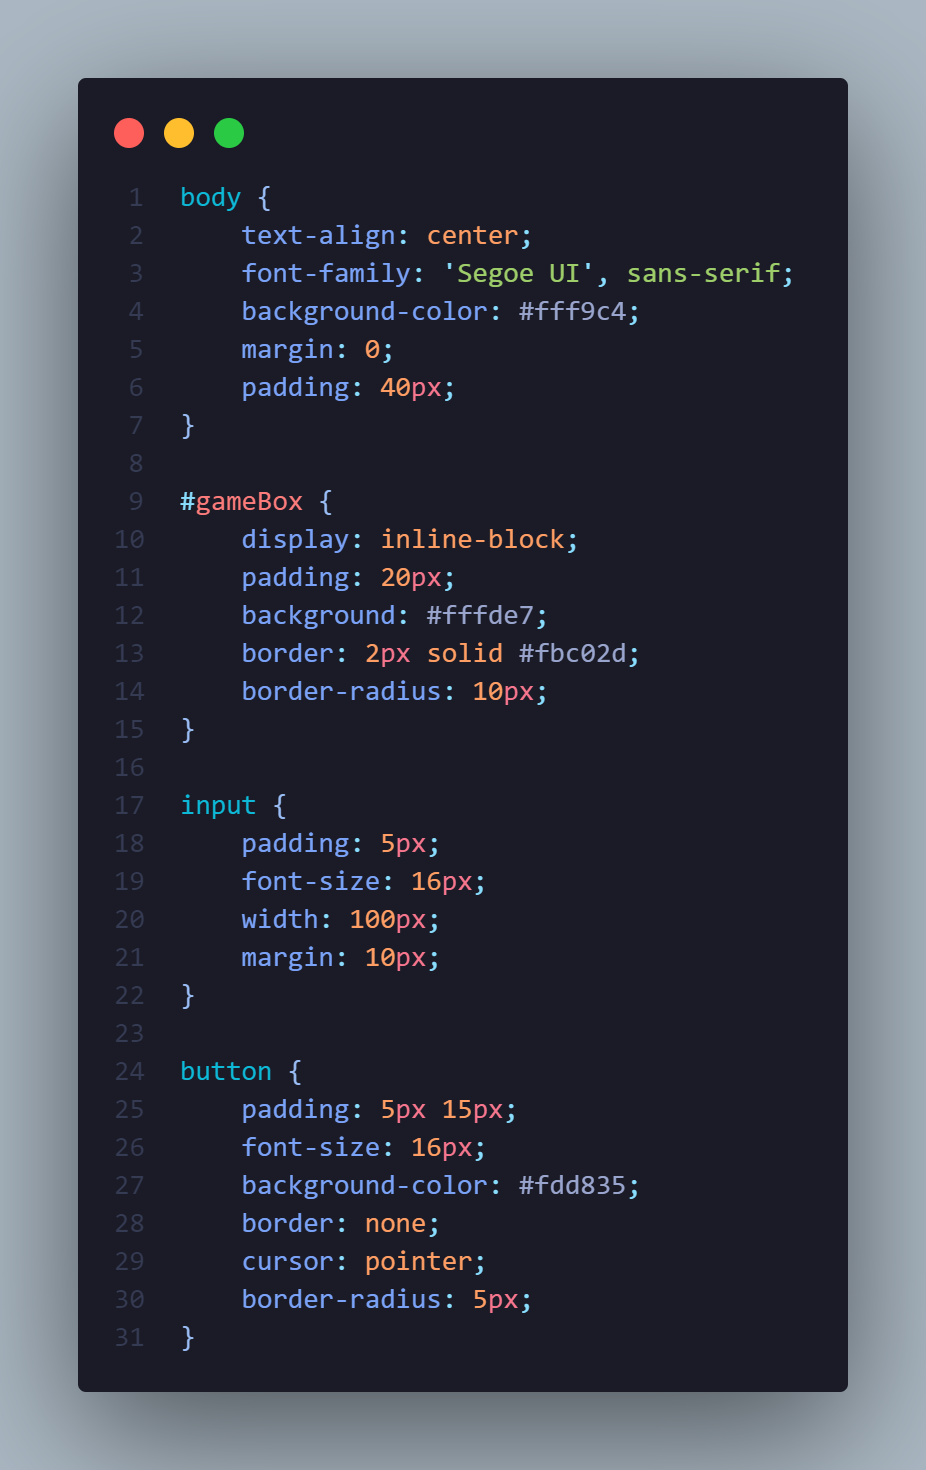 1 body {
2     text-align: center;
3     font-family: 'Segoe UI', sans-serif;
4     background-color: #fff9c4;
5     margin: 0;
6     padding: 40px;
7 }
8
9 #gameBox {
10     display: inline-block;
11     padding: 20px;
12     background: #fffde7;
13     border: 2px solid #fbc02d;
14     border-radius: 10px;
15 }
16
17 input {
18     padding: 5px;
19     font-size: 16px;
20     width: 100px;
21     margin: 10px;
22 }
23
24 button {
25     padding: 5px 15px;
26     font-size: 16px;
27     background-color: #fdd835;
28     border: none;
29     cursor: pointer;
30     border-radius: 5px;
31 }